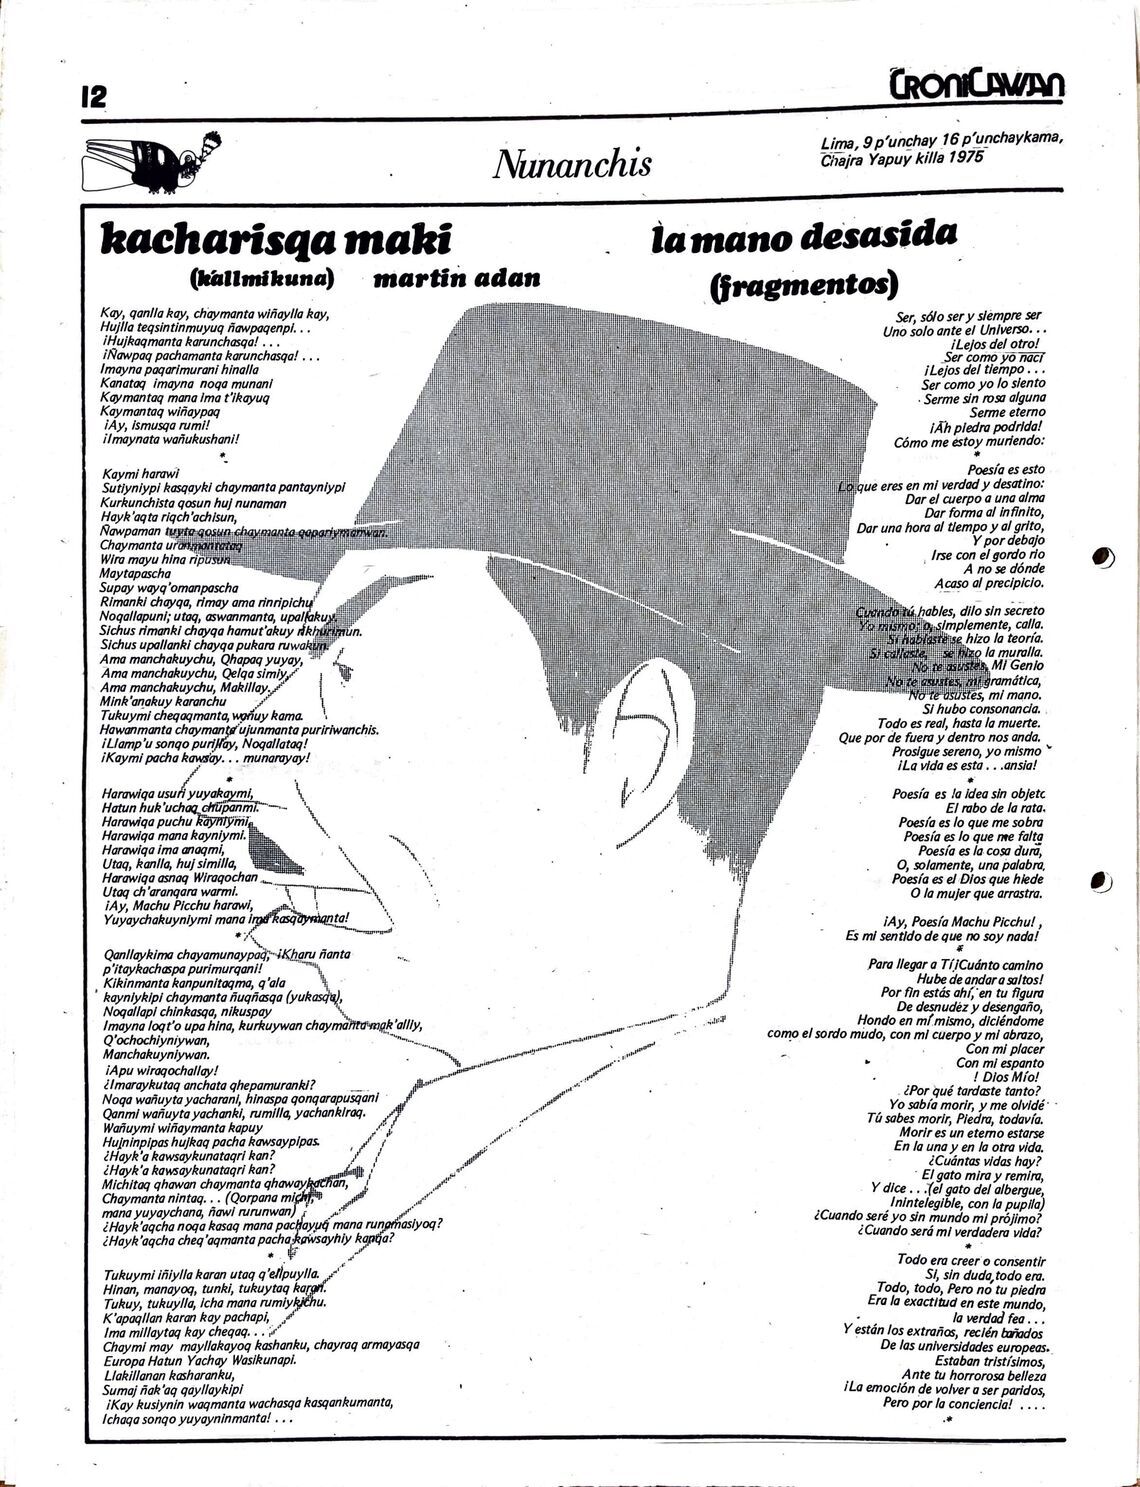 12
CRONICAWAN
Nunanchis
Lima, 9 p'unchay 16 p'unchaykama,
Chajra Yapuy killa 1975
kacharisqa maki
(k'allmikuna) martin adan
Kay, qanlla kay, chaymanta wiñaylla kay,
Hujlla teqsintinmuyuq ñawpaqenpi. . .
¡Hujkaqmanta karunchasqa! . . .
¡Ñawpaq pachamanta karunchasqa! . . .
Imayna paqarimurani hinalla
Kanataq imayna noqa munani
Kaymantaq mana ima t'ikayuq
Kaymantaq wiñaypaq
¡Ay, ismusqa rumi!
¡Imaynata wañukushani!
*
Kaymi harawi
Sutiyniypi kasqayki chaymanta pantayniypi
Kurkunchista qosun huj nunaman
Hayk'aqta riqch'achisun,
Ñawpaman tuyta qosun chaymanta qapariymanwan.
Chaymanta uranmantataq
Wira mayu hina ripusun
Maytapascha
Supay wayq'omanpascha
Rimanki chayqa, rimay ama rinripichu
Noqallapuni; utaq, aswanmanta, upallakuy.
Sichus rimanki chayqa hamut'akuy rikhurimun.
Sichus upallanki chayqa pukara ruwakun.
Ama manchakuychu, Qhapaq yuyay,
Ama manchakuychu, Qelqa simiy,
Ama manchakuychu, Makillay.
Mink'anakuy karanchu
Tukuymi cheqaqmanta, wañuy kama.
Hawanmanta chaymanta ujunmanta puririwanchis.
¡Llamp'u sonqo purillay, Noqallataq!
¡Kaymi pacha kawsay. . . munarayay!
*
Harawiqa usuri yuyakaymi,
Hatun huk'uchaq chupanmi.
Harawiqa puchu kayniymi,
Harawiqa mana kayniymi.
Harawiqa ima anaqmi,
Utaq, kanlla, huj similla,
Harawiqa asnaq Wiraqochan
Utaq ch'aranqara warmi.
¡Ay, Machu Picchu harawi,
Yuyaychakuyniymi mana ima kasqaymanta!
*
Qanllaykima chayamunaypaq, ¡Kharu ñanta
p'itaykachaspa purimurqani!
Kikinmanta kanpunitaqma, q'ala
kayniykipi chaymanta ñuqñasqa (yukasqa),
Noqallapi chinkasqa, nikuspay
Imayna loqt'o upa hina, kurkuywan chaymanta mak'alliy,
Q'ochochiyniywan,
Manchakuyniywan.
¡Apu wiraqochallay!
¿Imaraykutaq anchata qhepamuranki?
Noqa wañuyta yacharani, hinaspa qonqarapusqani
Qanmi wañuyta yachanki, rumilla, yachankiraq.
Wañuymi wiñaymanta kapuy
Hujninpipas hujkaq pacha kawsaypipas.
¿Hayk'a kawsaykunataqri kan?
¿Hayk'a kawsaykunataqri kan?
Michitaq qhawan chaymanta qhawaykachan,
Chaymanta nintaq. . . (Qorpana michi,
mana yuyaychana, ñawi rurunwan)
¿Hayk'aqcha noqa kasaq mana pachayuq mana runamasiyoq?
¿Hayk'aqcha cheq'aqmanta pacha kawsayhiy kanqa?
*
Tukuymi iñiylla karan utaq q'ellpuylla.
Hinan, manayoq, tunki, tukuytaq karan.
Tukuy, tukuylla, icha mana rumiykichu.
K'apaqllan karan kay pachapi,
Ima millaytaq kay cheqaq. . .
Chaymi may mayllakayoq kashanku, chayraq armayasqa
Europa Hatun Yachay Wasikunapi.
Llakillanan kasharanku,
Sumaj ñak'aq qayllaykipi
¡Kay kusiynin waqmanta wachasqa kasqankumanta,
Ichaqa sonqo yuyayninmanta! . . .
la mano desasida
(fragmentos)
Ser, sólo ser y siempre ser
Uno solo ante el Universo. . .
¡Lejos del otro!
Ser como yo nací
¡Lejos del tiempo . . .
Ser como yo lo siento
Serme sin rosa alguna
Serme eterno
¡Ah piedra podrida!
Cómo me estoy muriendo:
*
Poesía es esto
Lo que eres en mi verdad y desatino:
Dar el cuerpo a una alma
Dar forma al infinito,
Dar una hora al tiempo y al grito,
Y por debajo
Irse con el gordo rio
A no se dónde
Acaso al precipicio.
Cuando tú hables, dilo sin secreto
Yo mismo: o, simplemente, calla.
Si hablaste se hizo la teoría.
Si callaste, se hizo la muralla.
No te asustes, Mi Genio
No te asustes, mi gramática,
No te asustes, mi mano.
Si hubo consonancia.
Todo es real, hasta la muerte.
Que por de fuera y dentro nos anda.
Prosigue sereno, yo mismo
¡La vida es esta . . .ansia!
*
Poesía es la idea sin objeto
El rabo de la rata.
Poesía es lo que me sobra
Poesía es lo que me falta
Poesía es la cosa dura,
O, solamente, una palabra.
Poesía es el Dios que hiede
O la mujer que arrastra.
¡Ay, Poesía Machu Picchu! ,
Es mi sentido de que no soy nada!
*
Para llegar a Tí¡Cuánto camino
Hube de andar a saltos!
Por fin estás ahí, en tu figura
De desnudez y desengaño,
Hondo en mí mismo, diciéndome
como el sordo mudo, con mi cuerpo y mi abrazo,
Con mi placer
Con mi espanto
! Dios Mío!
¿Por qué tardaste tanto?
Yo sabía morir, y me olvidé
Tú sabes morir, Piedra, todavía.
Morir es un eterno estarse
En la una y en la otra vida.
¿Cuántas vidas hay?
El gato mira y remira,
Y dice . . .(el gato del albergue,
Inintelegible, con la pupila)
¿Cuando seré yo sin mundo mi prójimo?
¿Cuando será mi verdadera vida?
*
Todo era creer o consentir
Si, sin duda, todo era.
Todo, todo, Pero no tu piedra
Era la exactitud en este mundo,
la verdad fea . . .
Y están los extraños, recién bañados
De las universidades europeas.
Estaban tristísimos,
Ante tu horrorosa belleza
¡La emoción de volver a ser paridos,
Pero por la conciencia! . . . .
*